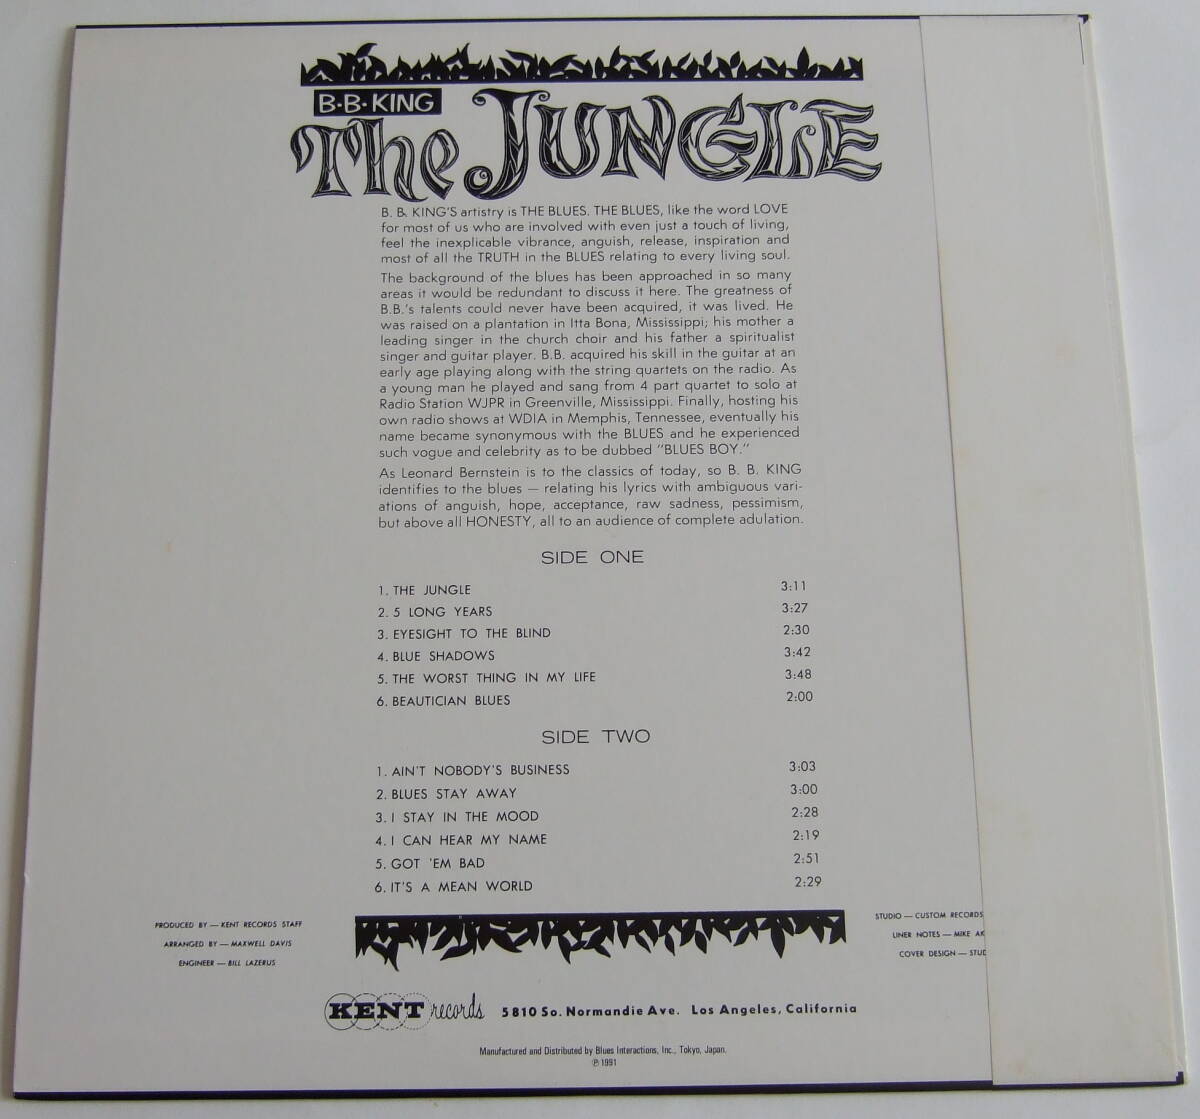 B·B·KING
The JUNGLE
B. B. KING'S artistry is THE BLUES. THE BLUES, like the word LOVE
for most of us who are involved with even just a touch of living,
feel the inexplicable vibrance, anguish, release, inspiration and
most of all the TRUTH in the BLUES relating to every living soul.
The background of the blues has been approached in so many
areas it would be redundant to discuss it here. The greatness of
B.B.'s talents could never have been acquired, it was lived. He
was raised on a plantation in Itta Bona, Mississippi; his mother a
leading singer in the church choir and his father a spiritualist
singer and guitar player. B.B. acquired his skill in the guitar at an
early age playing along with the string quartets on the radio. As
a young man he played and sang from 4 part quartet to solo at
Radio Station WJPR in Greenville, Mississippi. Finally, hosting his
own radio shows at WDIA in Memphis, Tennessee, eventually his
name became synonymous with the BLUES and he experienced
such vogue and celebrity as to be dubbed "BLUES BOY."
As Leonard Bernstein is to the classics of today, so B. B. KING
identifies to the blues — relating his lyrics with ambiguous vari-
ations of anguish, hope, acceptance, raw sadness, pessimism,
but above all HONESTY, all to an audience of complete adulation.
SIDE ONE
1. THE JUNGLE 3:11
2. 5 LONG YEARS 3:27
3. EYESIGHT TO THE BLIND 2:30
4. BLUE SHADOWS 3:42
5. THE WORST THING IN MY LIFE 3:48
6. BEAUTICIAN BLUES 2:00
SIDE TWO
1. AIN'T NOBODY'S BUSINESS 3:03
2. BLUES STAY AWAY 3:00
3. I STAY IN THE MOOD 2:28
4. I CAN HEAR MY NAME 2:19
5. GOT 'EM BAD 2:51
6. IT'S A MEAN WORLD 2:29
PRODUCED BY — KENT RECORDS STAFF
ARRANGED BY — MAXWELL DAVIS
ENGINEER — BILL LAZERUS
STUDIO — CUSTOM RECORDS
LINER NOTES — MIKE
COVER DESIGN —
KENT records 5810 So. Normandie Ave. Los Angeles, California
Manufactured and Distributed by Blues Interactions, Inc., Tokyo, Japan.
℗ 1991